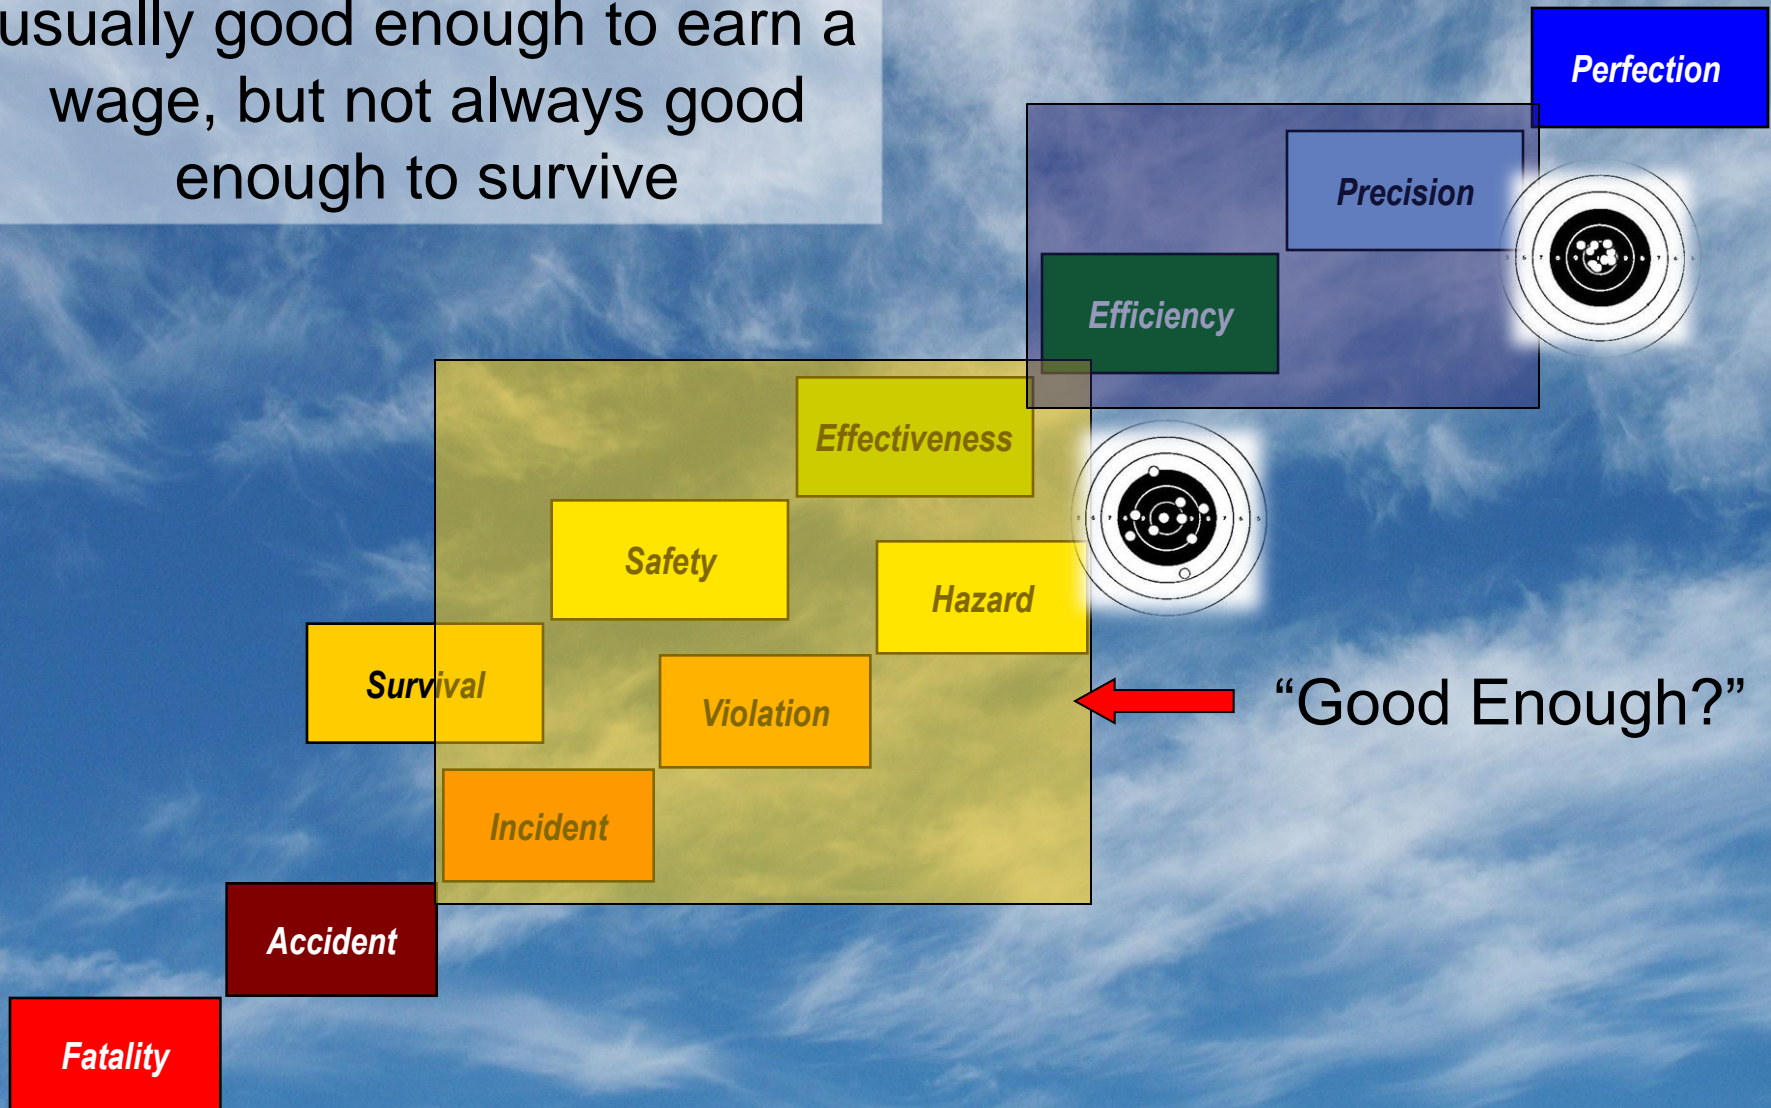 usually good enough to earn a
wage, but not always good
enough to survive
Perfection
Precision
Efficiency
Effectiveness
Safety
Hazard
Survival
Violation
“Good Enough?”
Incident
Accident
Fatality